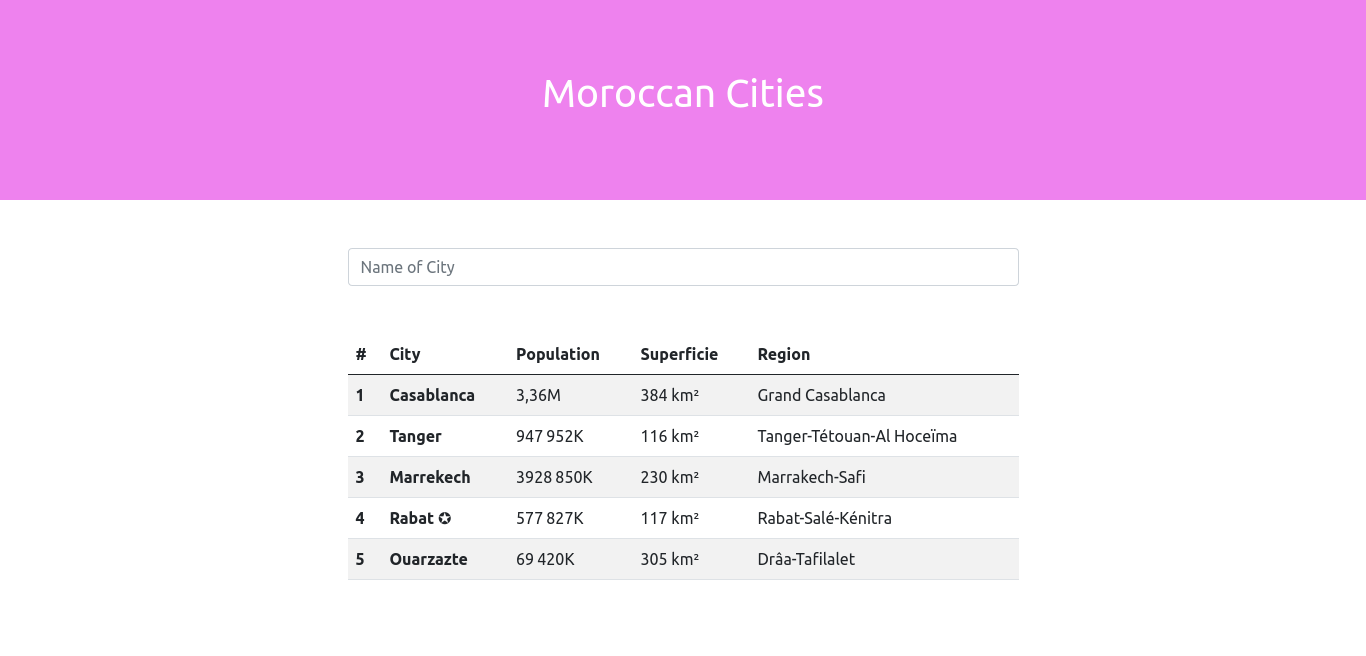 Moroccan Cities
Name of City
# City Population Superficie Region
1 Casablanca 3,36M 384 km² Grand Casablanca
2 Tanger 947 952K 116 km² Tanger-Tétouan-Al Hoceïma
3 Marrekech 3928 850K 230 km² Marrakech-Safi
4 Rabat ✪ 577 827K 117 km² Rabat-Salé-Kénitra
5 Ouarzazte 69 420K 305 km² Drâa-Tafilalet